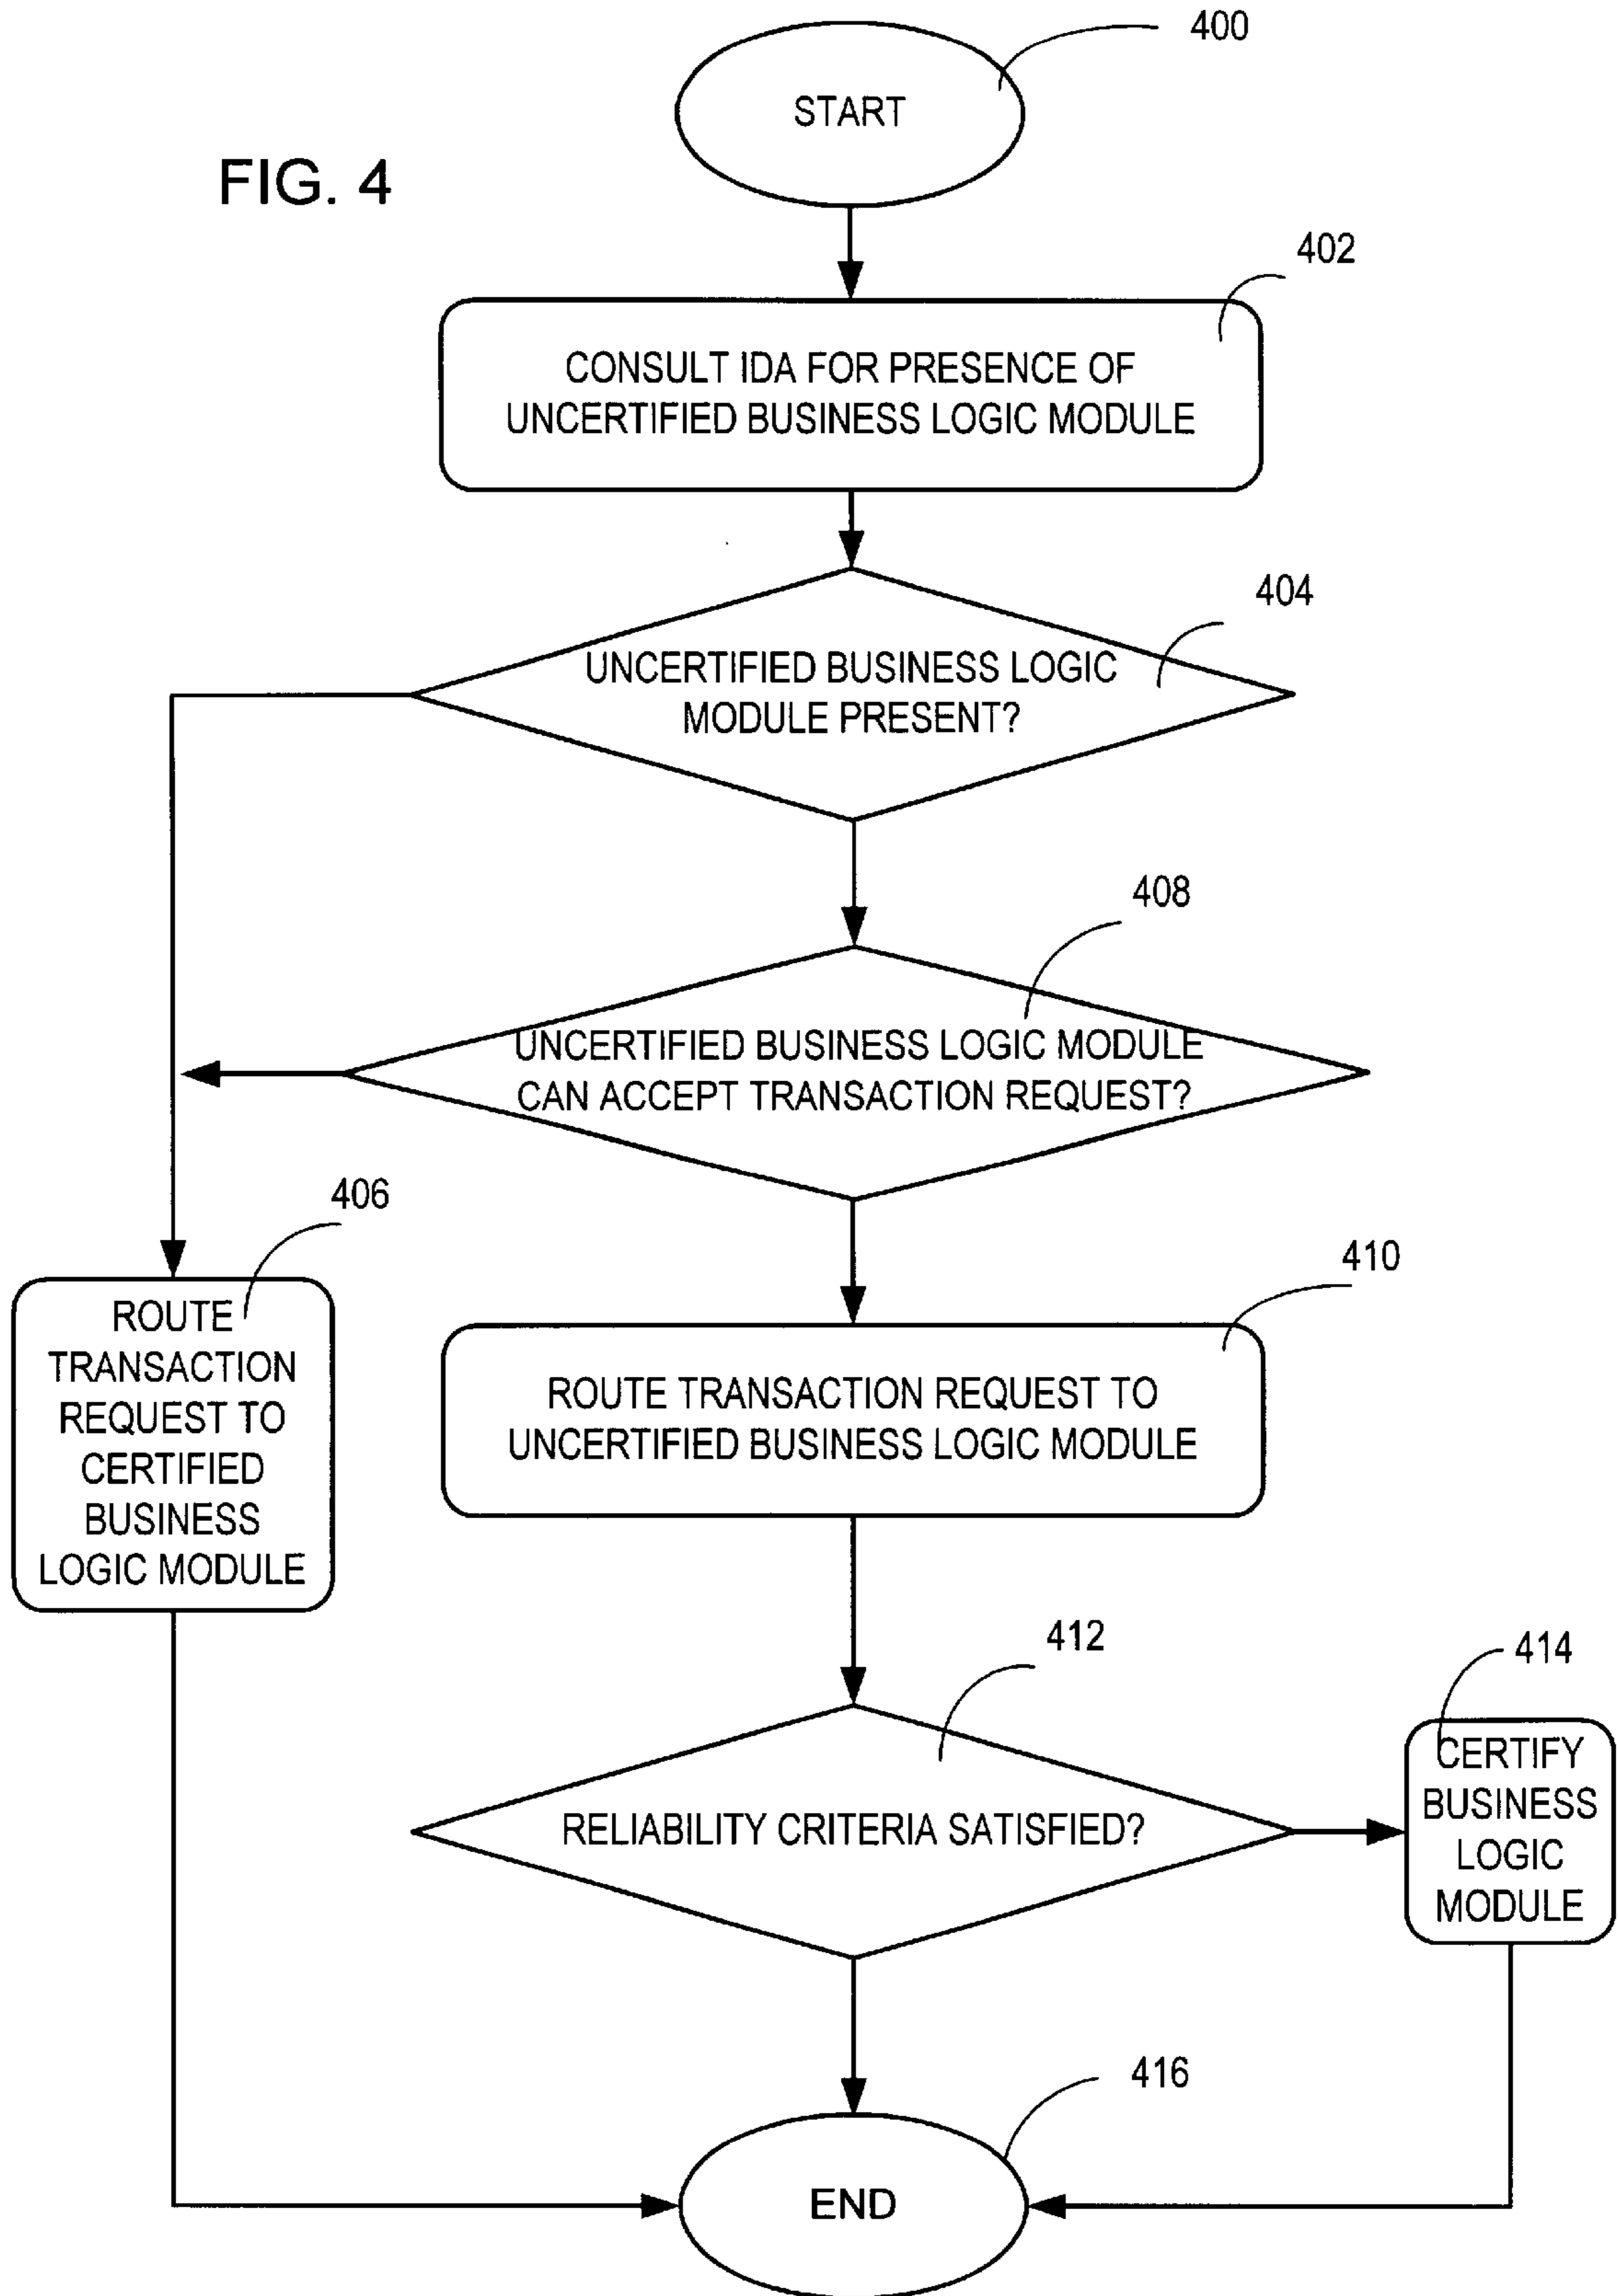 400
START
FIG. 4
402
CONSULT IDA FOR PRESENCE OF
UNCERTIFIED BUSINESS LOGIC MODULE
404
UNCERTIFIED BUSINESS LOGIC
MODULE PRESENT?
408
UNCERTIFIED BUSINESS LOGIC MODULE
CAN ACCEPT TRANSACTION REQUEST?
406
ROUTE
TRANSACTION
REQUEST TO
CERTIFIED
BUSINESS
LOGIC MODULE
410
ROUTE TRANSACTION REQUEST TO
UNCERTIFIED BUSINESS LOGIC MODULE
412
RELIABILITY CRITERIA SATISFIED?
414
CERTIFY
BUSINESS
LOGIC
MODULE
416
END